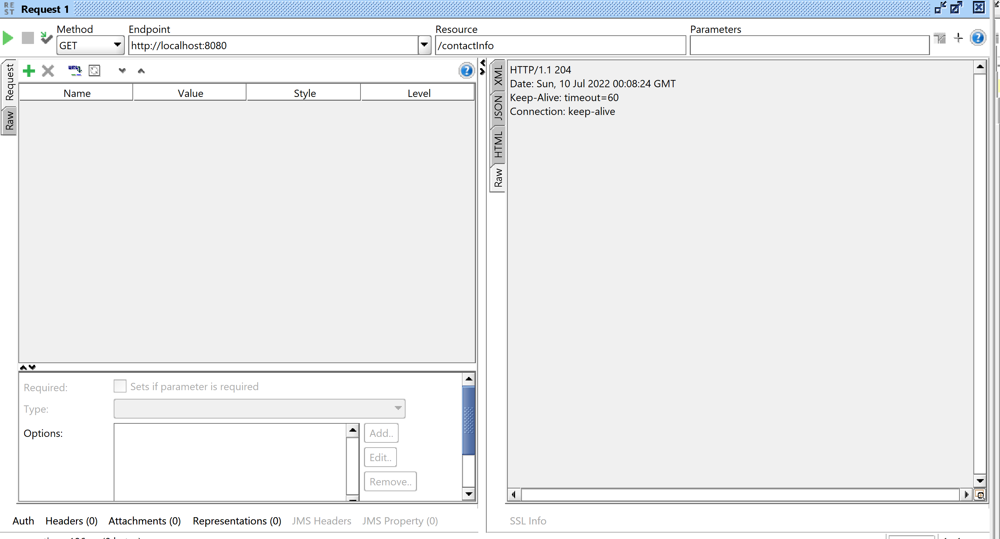 RE
ST
Request 1
Method
Endpoint
Resource
Parameters
GET
http://localhost:8080
/contactInfo
Request
Raw
URL
Name Value Style Level
XML
JSON
HTML
Raw
HTTP/1.1 204
Date: Sun, 10 Jul 2022 00:08:24 GMT
Keep-Alive: timeout=60
Connection: keep-alive
Required:
Sets if parameter is required
Type:
Options:
Add..
Edit..
Remove..
Auth Headers (0) Attachments (0) Representations (0) JMS Headers JMS Property (0)
SSL Info